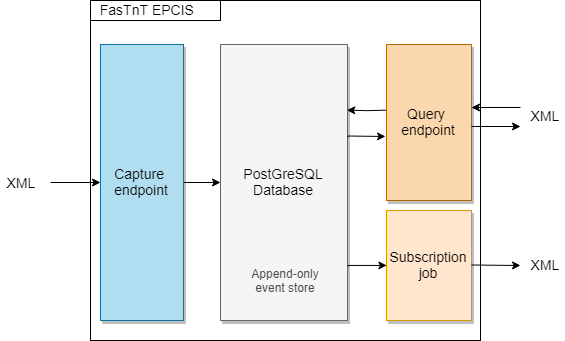 FasTnT EPCIS
XML
Capture
endpoint
PostGreSQL
Database
Append-only
event store
Query
endpoint
XML
Subscription
job
XML